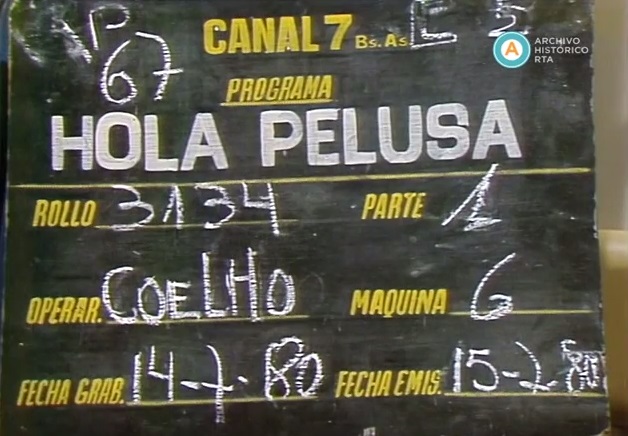 CANAL 7 Bs. As. E 5
P 67
A ARCHIVO HISTÓRICO RTA
PROGRAMA
HOLA PELUSA
ROLLO 3134 PARTE 1
OPERAR. COELHO MAQUINA 6
FECHA GRAB. 14-7-80 FECHA EMIS. 15-7-80